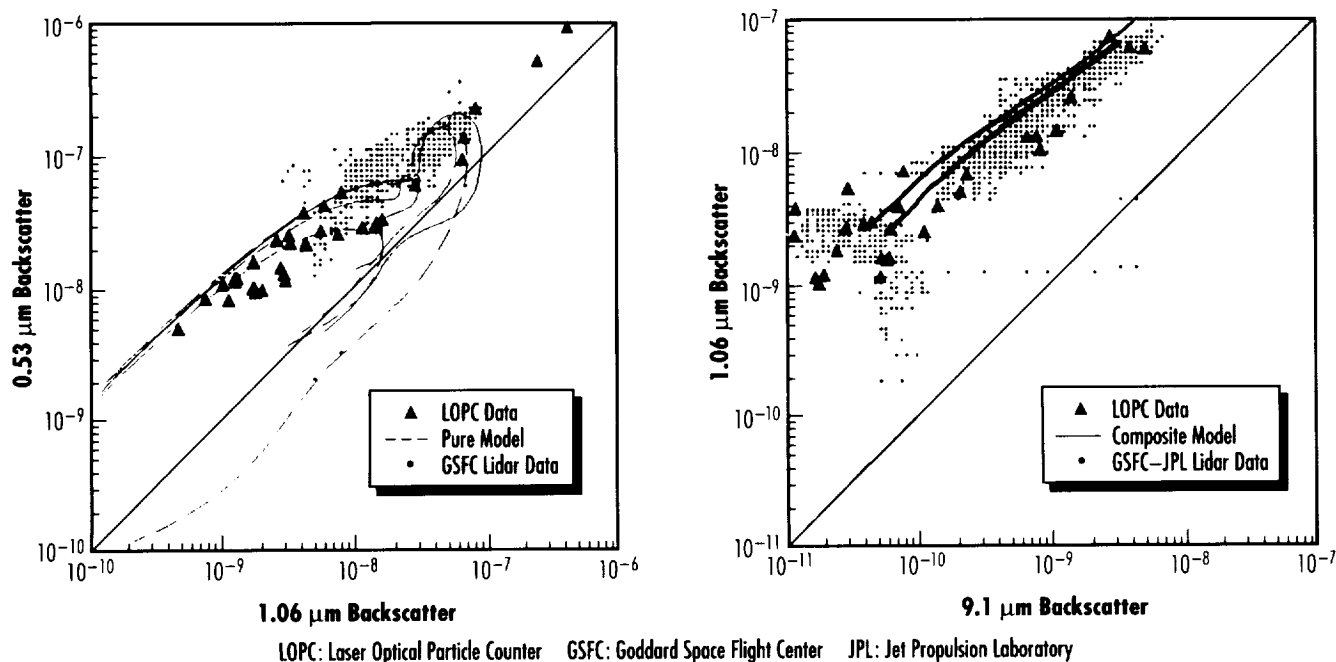 10−6
10−7
10−8
10−9
10−10
0.53 μm Backscatter
▲ LOPC Data
--- Pure Model
• GSFC Lidar Data
10−10 10−9 10−8 10−7 10−6
1.06 μm Backscatter
10−7
10−8
10−9
10−10
10−11
1.06 μm Backscatter
▲ LOPC Data
— Composite Model
• GSFC–JPL Lidar Data
10−11 10−10 10−9 10−8 10−7
9.1 μm Backscatter
LOPC: Laser Optical Particle Counter GSFC: Goddard Space Flight Center JPL: Jet Propulsion Laboratory